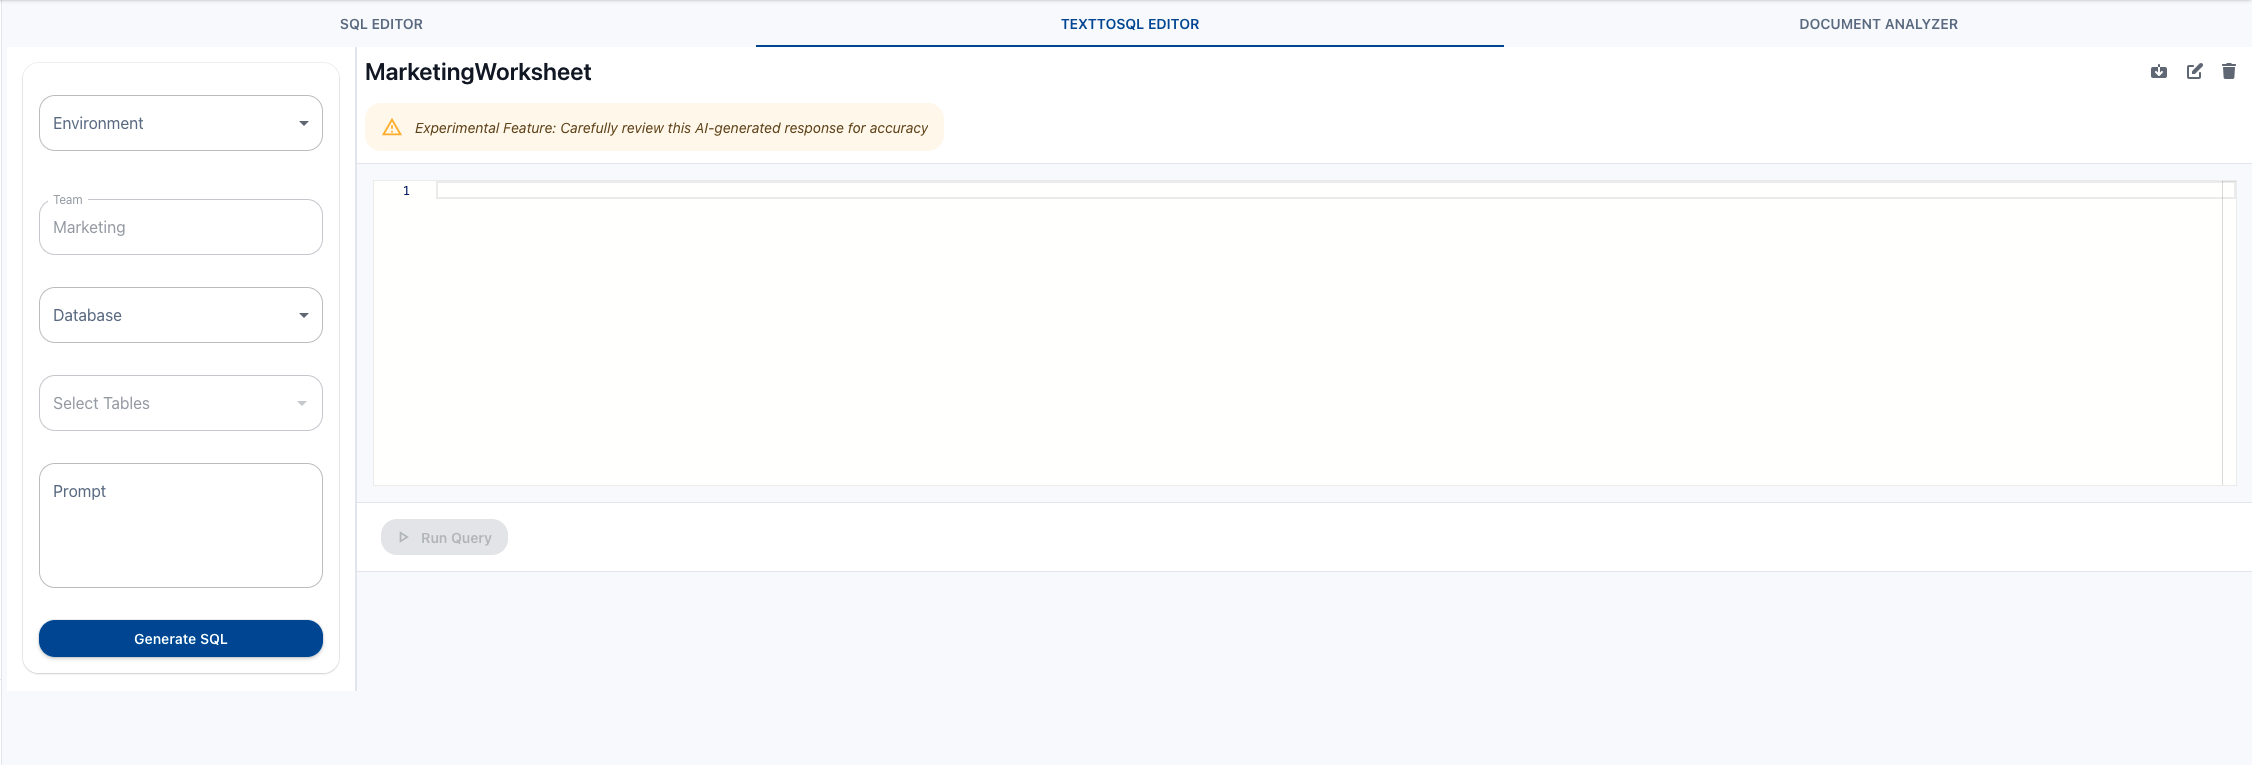 SQL EDITOR
TEXTTOSQL EDITOR
DOCUMENT ANALYZER
Environment
Team
Marketing
Database
Select Tables
Prompt
Generate SQL
MarketingWorksheet
Experimental Feature: Carefully review this AI-generated response for accuracy
1
Run Query